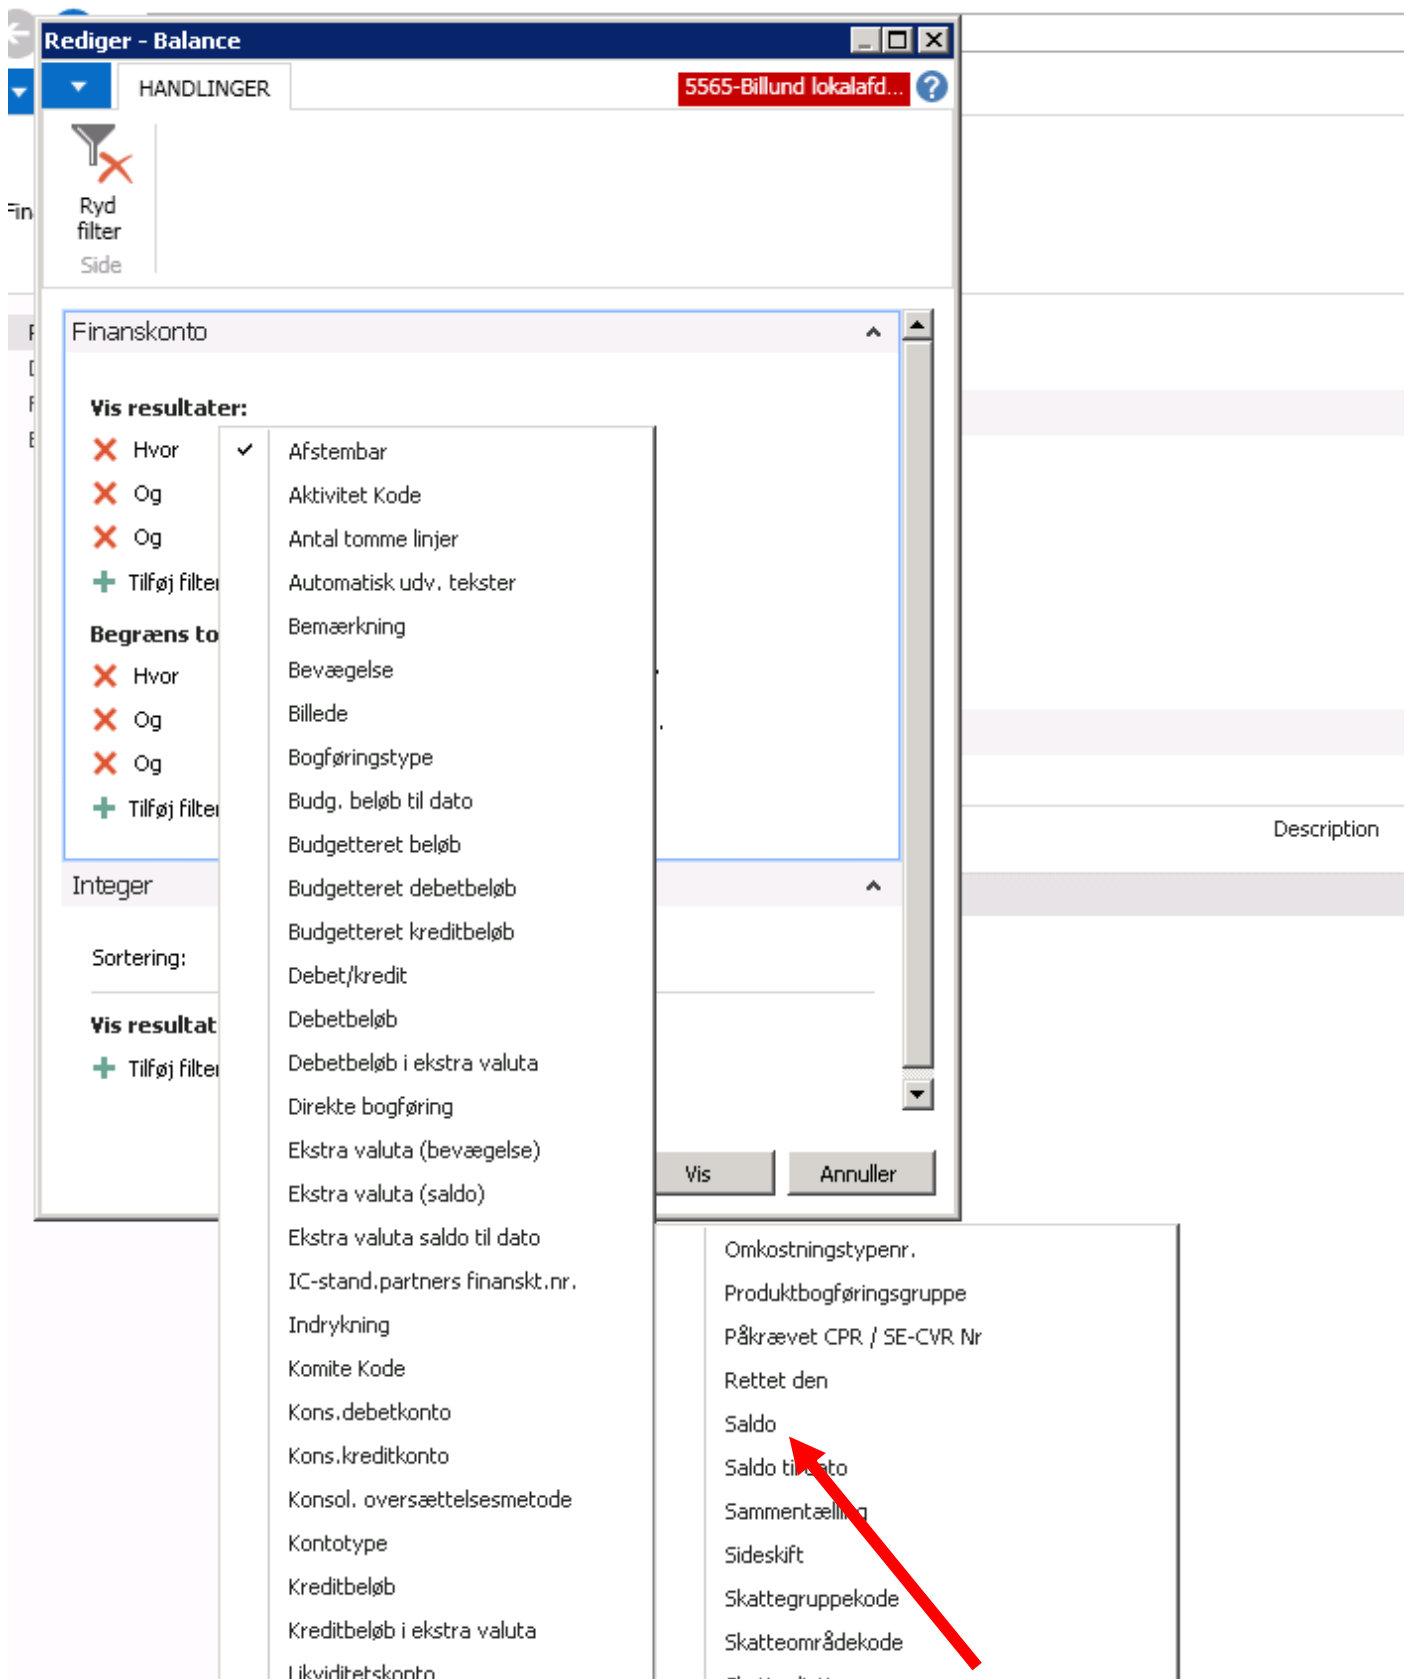 Rediger - Balance
HANDLINGER
5565-Billund lokalafd...
Fin
Ryd
filter
Side
Finanskonto
Vis resultater:
Hvor
Og
Og
Tilføj filter
Begræns to
Hvor
Og
Og
Tilføj filter
Integer
Sortering:
Vis resultat
Tilføj filter
Afstembar
Aktivitet Kode
Antal tomme linjer
Automatisk udv. tekster
Bemærkning
Bevægelse
Billede
Bogføringstype
Budg. beløb til dato
Budgetteret beløb
Budgetteret debetbeløb
Budgetteret kreditbeløb
Debet/kredit
Debetbeløb
Debetbeløb i ekstra valuta
Direkte bogføring
Ekstra valuta (bevægelse)
Ekstra valuta (saldo)
Ekstra valuta saldo til dato
IC-stand.partners finanskt.nr.
Indrykning
Komite Kode
Kons.debetkonto
Kons.kreditkonto
Konsol. oversættelsesmetode
Kontotype
Kreditbeløb
Kreditbeløb i ekstra valuta
Likviditetskonto
Vis
Annuller
Description
Omkostningstypenr.
Produktbogføringsgruppe
Påkrævet CPR / SE-CVR Nr
Rettet den
Saldo
Saldo til dato
Sammentælling
Sideskift
Skattegruppekode
Skatteområdekode